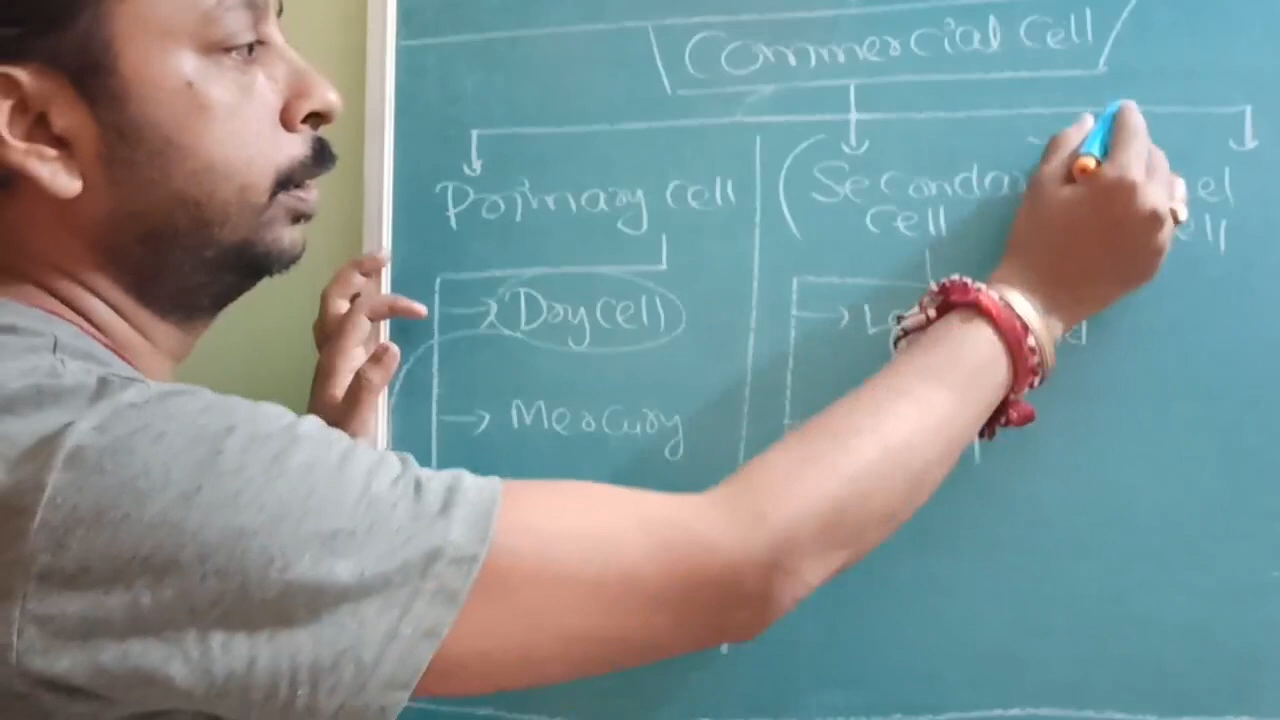 Commercial Cell
Primary cell
Secondary
cell
Dry cell
Mercury